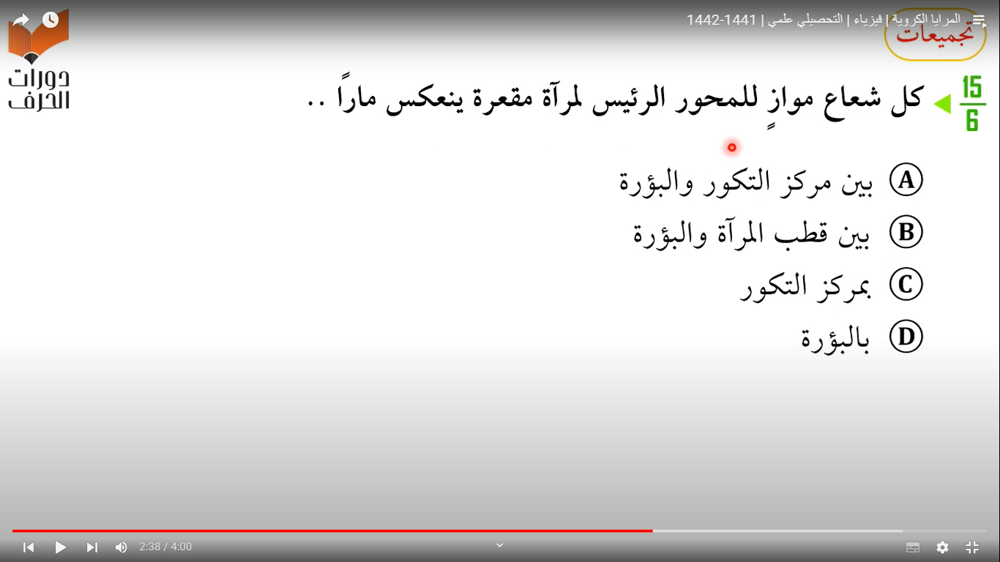 المرايا الكروية | فيزياء | التحصيلي علمي | 1441-1442
تجميعات
دورات
الحرف
15
6
كل شعاع موازٍ للمحور الرئيس لمرآة مقعرة ينعكس مارًا ..
A بين مركز التكور والبؤرة
B بين قطب المرآة والبؤرة
C بمركز التكور
D بالبؤرة
2:38 / 4:00